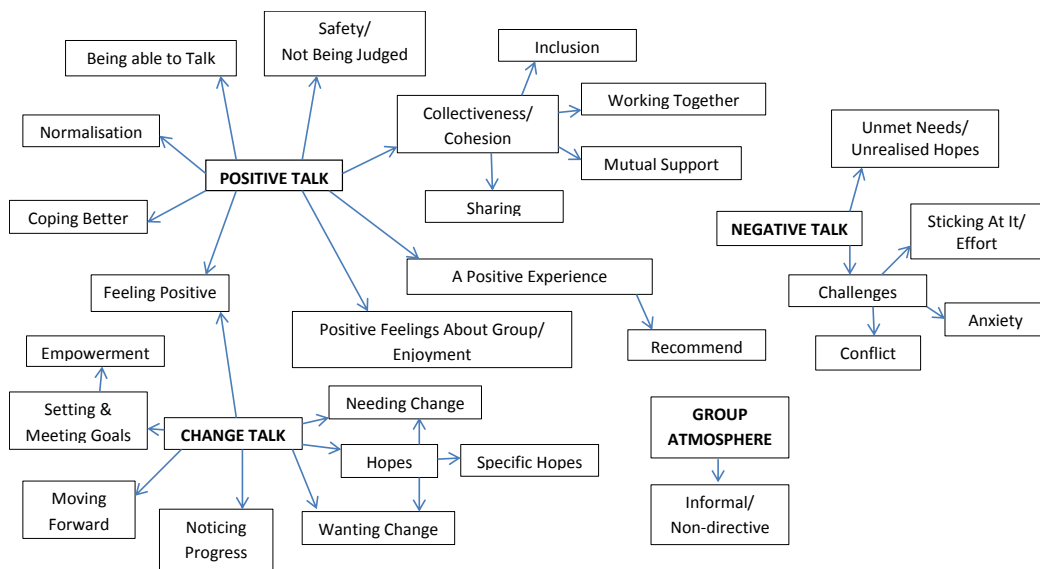 Safety/
Not Being Judged
Being able to Talk
Inclusion
Collectiveness/
Cohesion
Working Together
Normalisation
Unmet Needs/
Unrealised Hopes
Mutual Support
POSITIVE TALK
Sharing
Coping Better
NEGATIVE TALK
Sticking At It/
Effort
A Positive Experience
Feeling Positive
Challenges
Anxiety
Positive Feelings About Group/
Enjoyment
Recommend
Conflict
Empowerment
Needing Change
Setting &
Meeting Goals
CHANGE TALK
GROUP
ATMOSPHERE
Hopes
Specific Hopes
Moving
Forward
Noticing
Progress
Wanting Change
Informal/
Non-directive